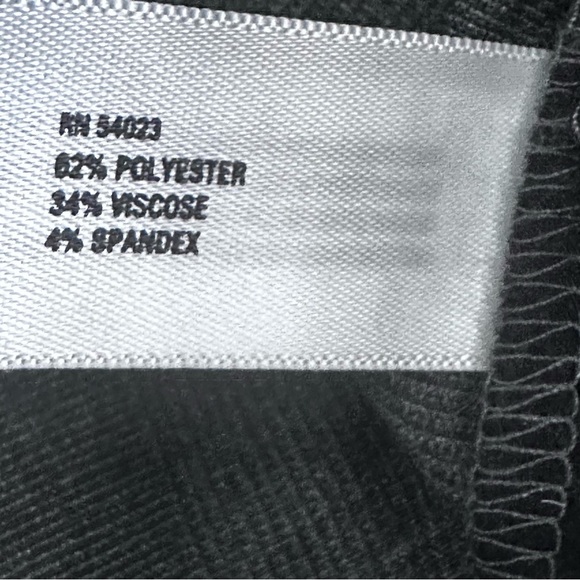 RN 54023
62% POLYESTER
34% VISCOSE
4% SPANDEX